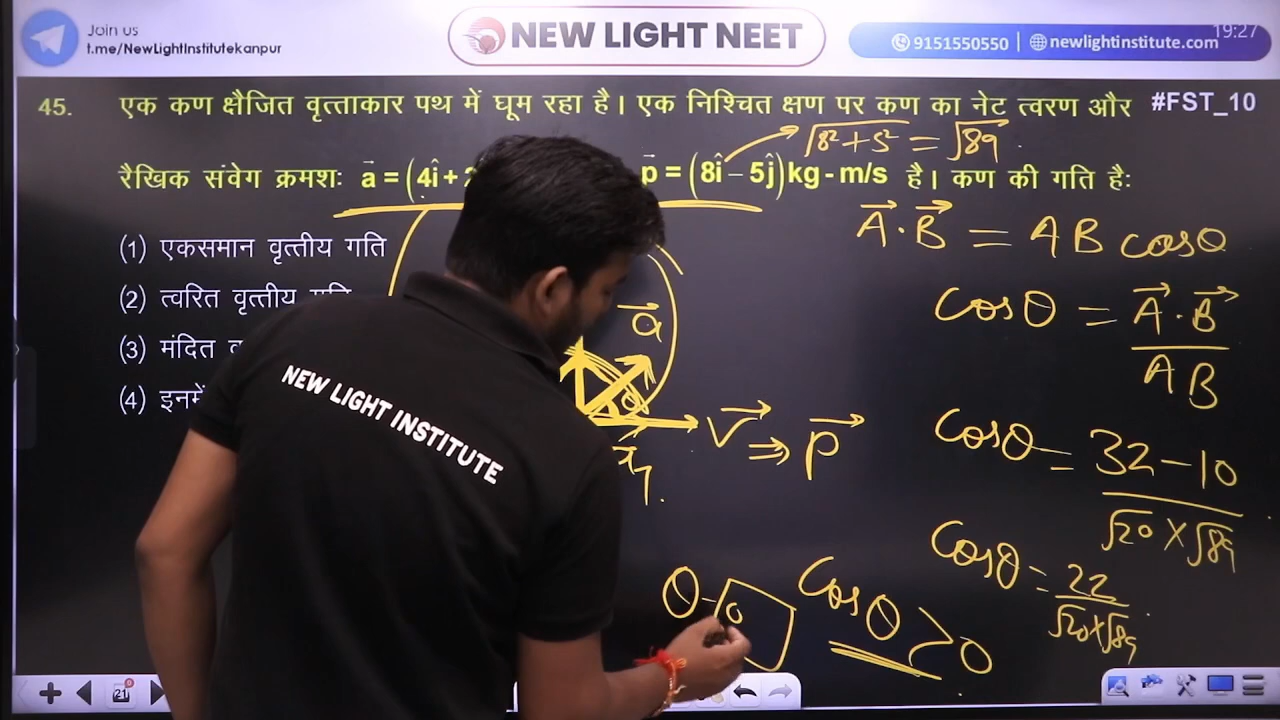 Join us
t.me/NewLightInstitutekanpur
NEW LIGHT NEET
9151550550 | newlightinstitute.com
19:27
#FST_10
45. एक कण क्षैजित वृत्ताकार पथ में घूम रहा है। एक निश्चित क्षण पर कण का नेट त्वरण और
√8²+5² = √89
रैखिक संवेग क्रमशः a = (4i +
p = (8i − 5j) kg - m/s है। कण की गति हैः
(1) एकसमान वृत्तीय गति
(2) त्वरित वृत्तीय
(3) मंदित
(4)
a
V ⇒ P
A·B = AB cosθ
cosθ = A·B / AB
cosθ = 32−10 / √20×√89
cosθ = 22 / √20×√89
cosθ > 0
NEW LIGHT INSTITUTE
21